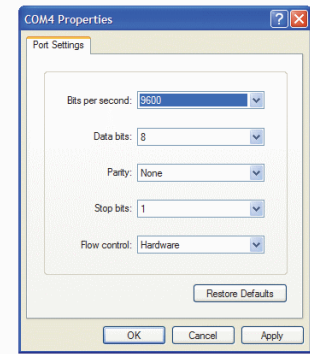 COM4 Properties
Port Settings
Bits per second: 9600
Data bits: 8
Parity: None
Stop bits: 1
Flow control: Hardware
Restore Defaults
OK Cancel Apply